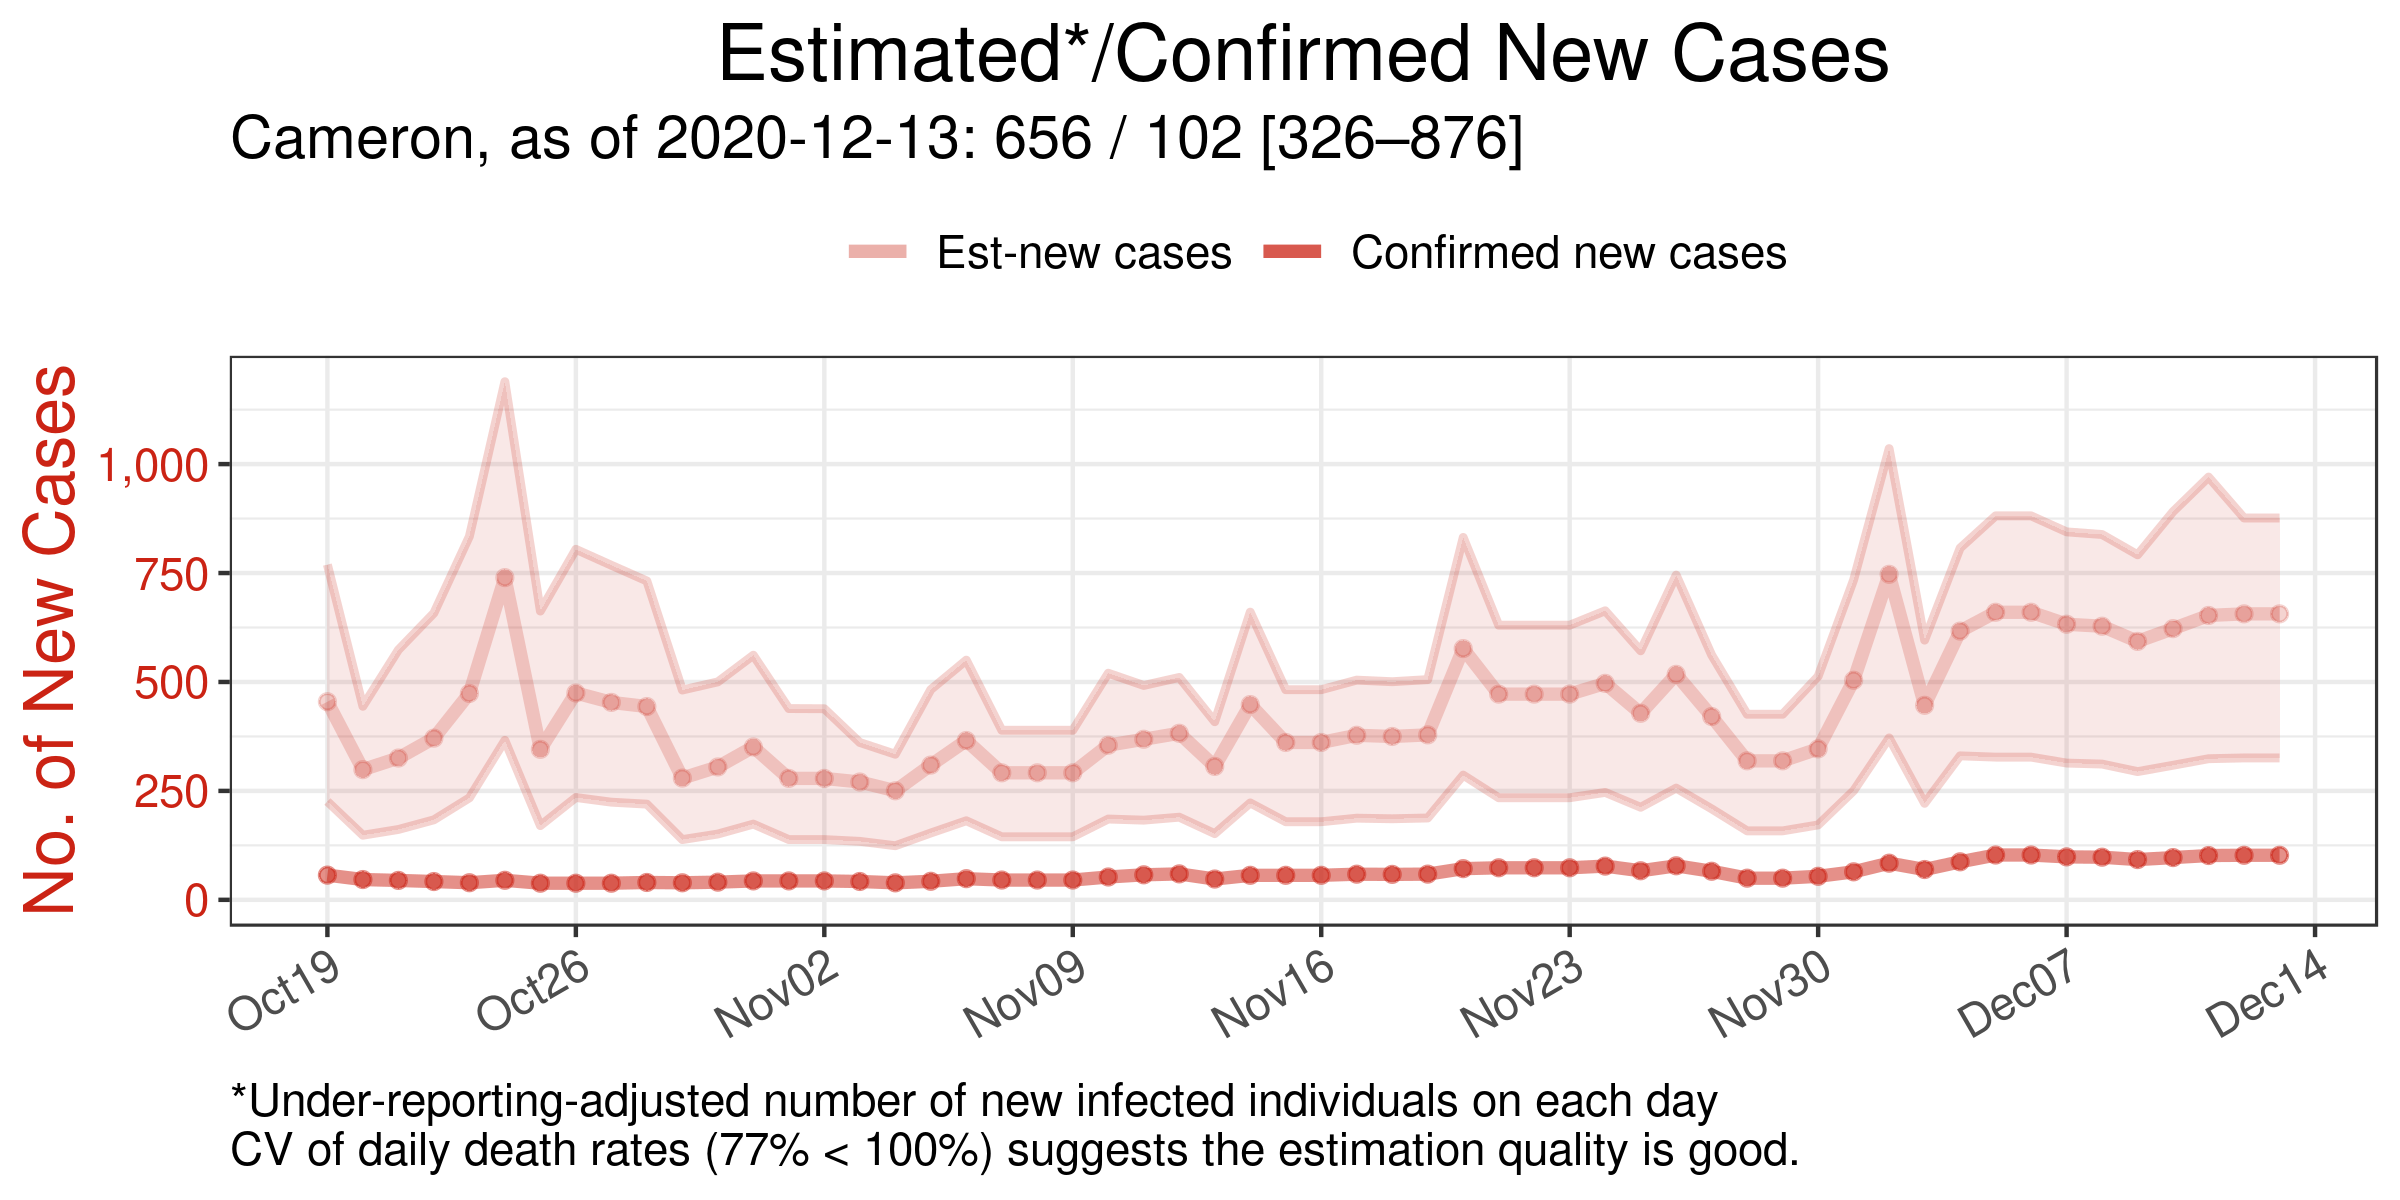 Estimated*/Confirmed New Cases
Cameron, as of 2020-12-13: 656 / 102 [326–876]
Est-new cases Confirmed new cases
No. of New Cases
1,000
750
500
250
0
Oct19 Oct26 Nov02 Nov09 Nov16 Nov23 Nov30 Dec07 Dec14
*Under-reporting-adjusted number of new infected individuals on each day
CV of daily death rates (77% < 100%) suggests the estimation quality is good.